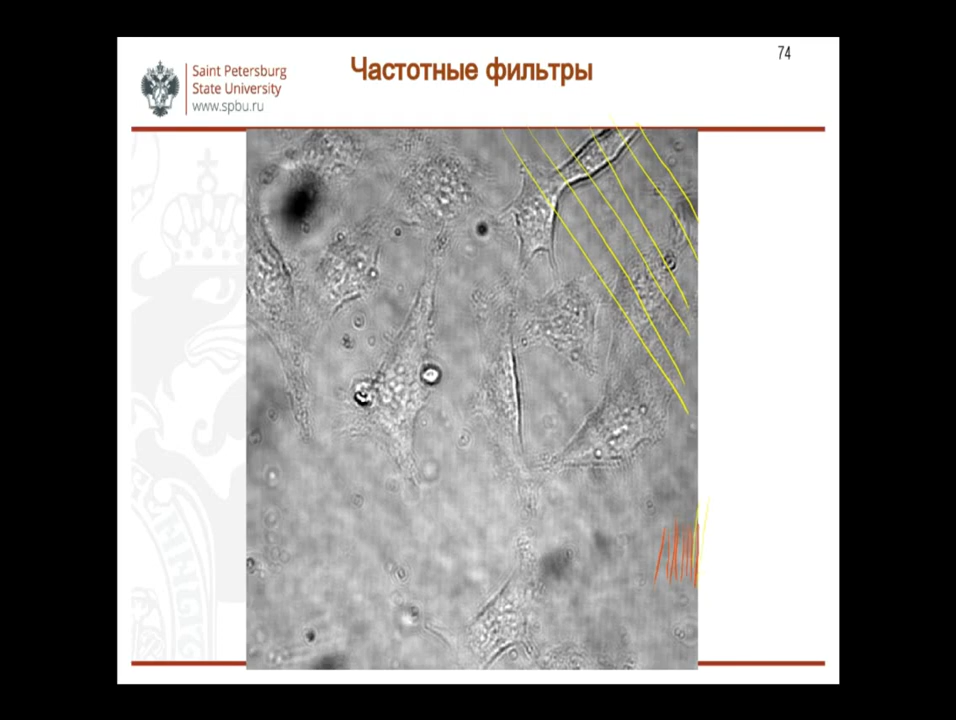 74
Частотные фильтры
Saint Petersburg
State University
www.spbu.ru